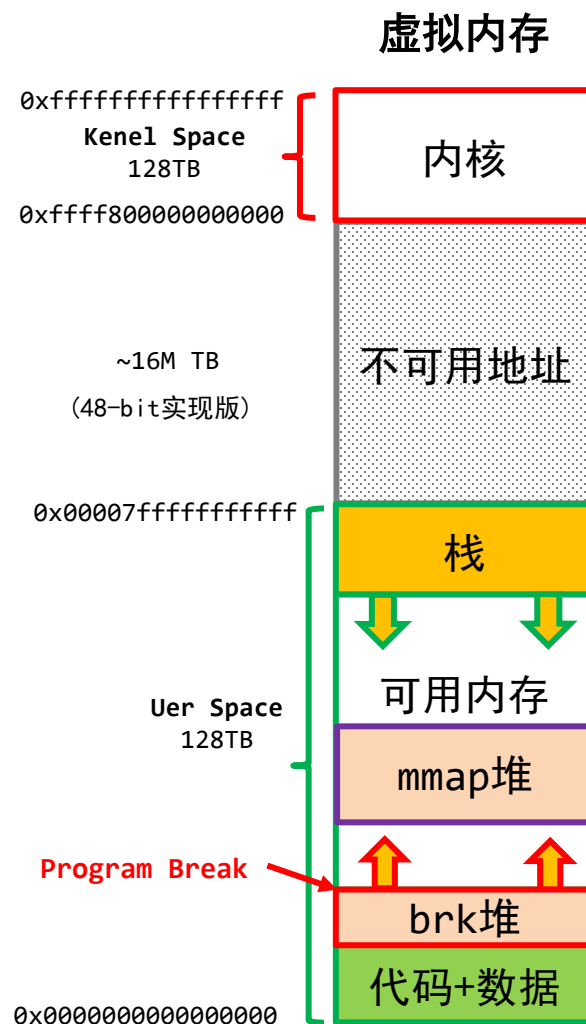 虚拟内存
0xffffffffffffffff
Kenel Space
128TB
内核
0xffff800000000000
~16M TB
(48-bit实现版)
不可用地址
0x00007fffffffffff
栈
可用内存
Uer Space
128TB
mmap堆
Program Break
brk堆
代码+数据
0x0000000000000000